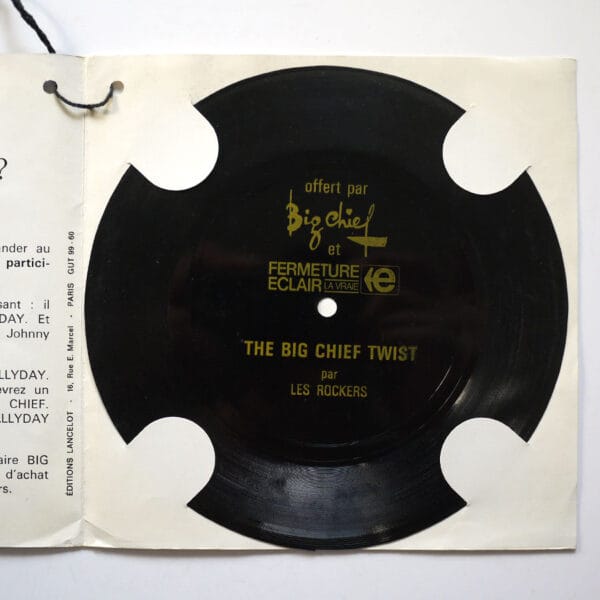 ?
ander au
partici-
sant : il
DAY. Et
Johnny
LLYDAY.
evrez un
CHIEF.
ALLYDAY
aire BIG
d'achat
rs.
ÉDITIONS LANCELOT - 16, Rue E. Marcel - PARIS GUT 99-60
offert par
Big Chief
et
FERMETURE
ECLAIR LA VRAIE
e
THE BIG CHIEF TWIST
par
LES ROCKERS